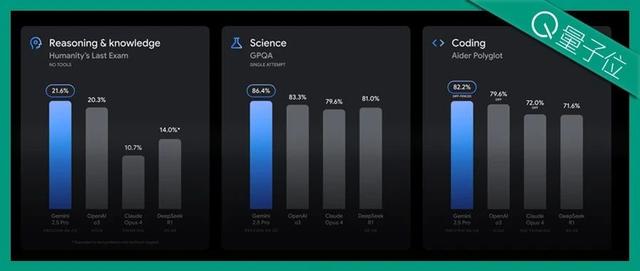 量子位
Reasoning & knowledge
Humanity's Last Exam
NO TOOLS
21.6%
20.3%
10.7%
14.0%*
Gemini
2.5 Pro
OpenAI
o3
Claude
Opus 4
DeepSeek
R1
Science
GPQA
SINGLE ATTEMPT
86.4%
83.3%
79.6%
81.0%
Gemini
2.5 Pro
OpenAI
o3
Claude
Opus 4
DeepSeek
R1
Coding
Aider Polyglot
82.2%
79.6%
72.0%
71.6%
Gemini
2.5 Pro
OpenAI
o3
Claude
Opus 4
DeepSeek
R1